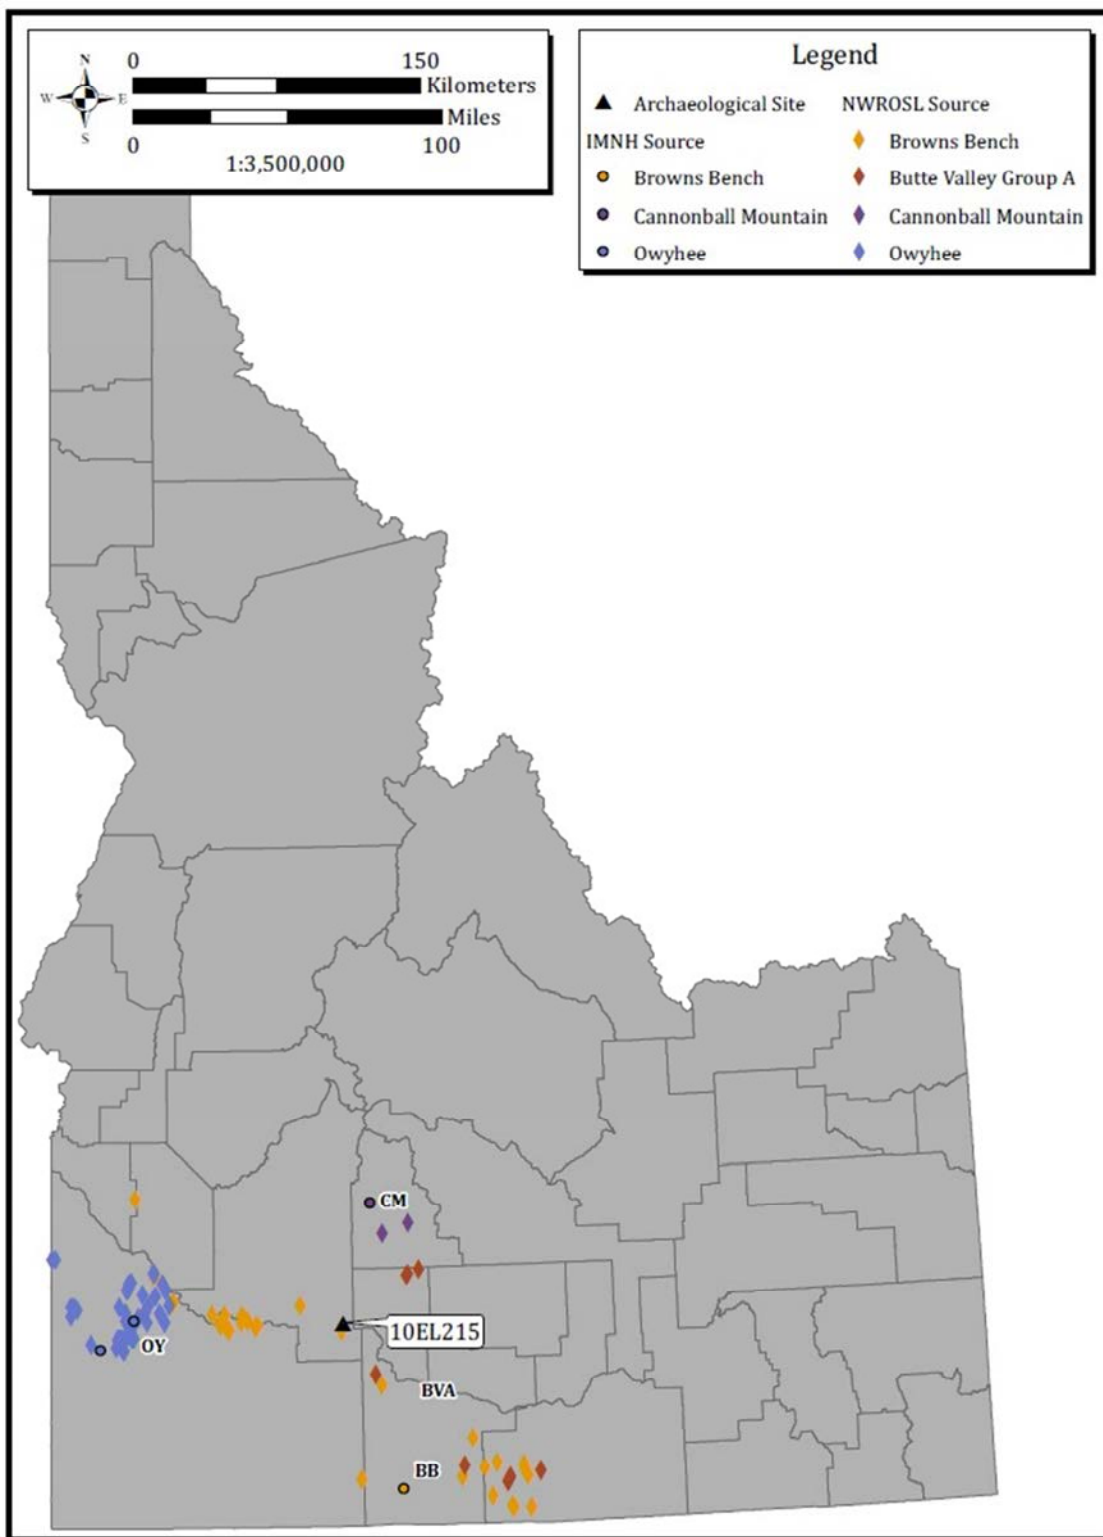 N
W E
S
0 150
Kilometers
Miles
0 100
1:3,500,000
Legend
Archaeological Site
IMNH Source
Browns Bench
Cannonball Mountain
Owyhee
NWROSL Source
Browns Bench
Butte Valley Group A
Cannonball Mountain
Owyhee
CM
10EL215
OY
BVA
BB